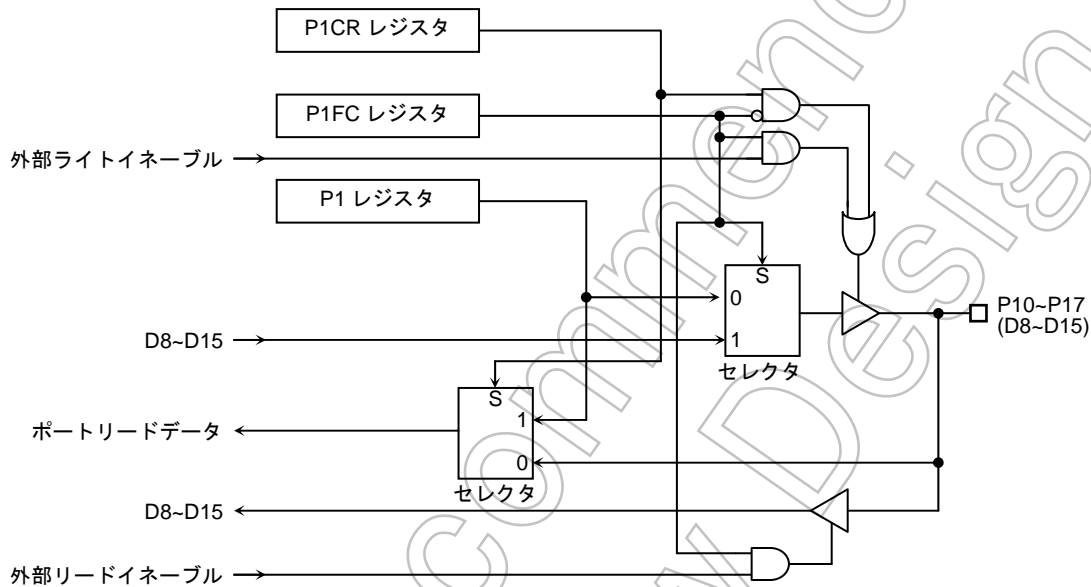 P1CR レジスタ
P1FC レジスタ
外部ライトイネーブル
P1 レジスタ
S
0
P10~P17
(D8~D15)
D8~D15
1
セレクタ
S
1
ポートリードデータ
0
セレクタ
D8~D15
外部リードイネーブル